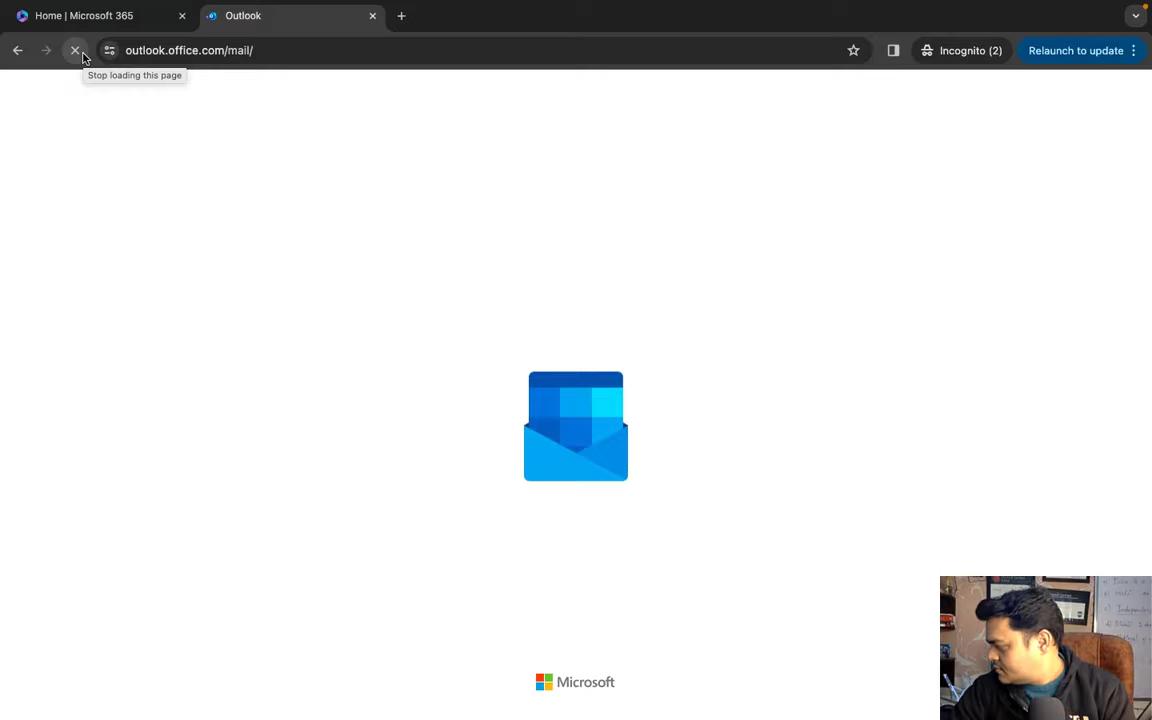 Home | Microsoft 365
Outlook
outlook.office.com/mail/
Incognito (2)
Relaunch to update
Stop loading this page
Microsoft